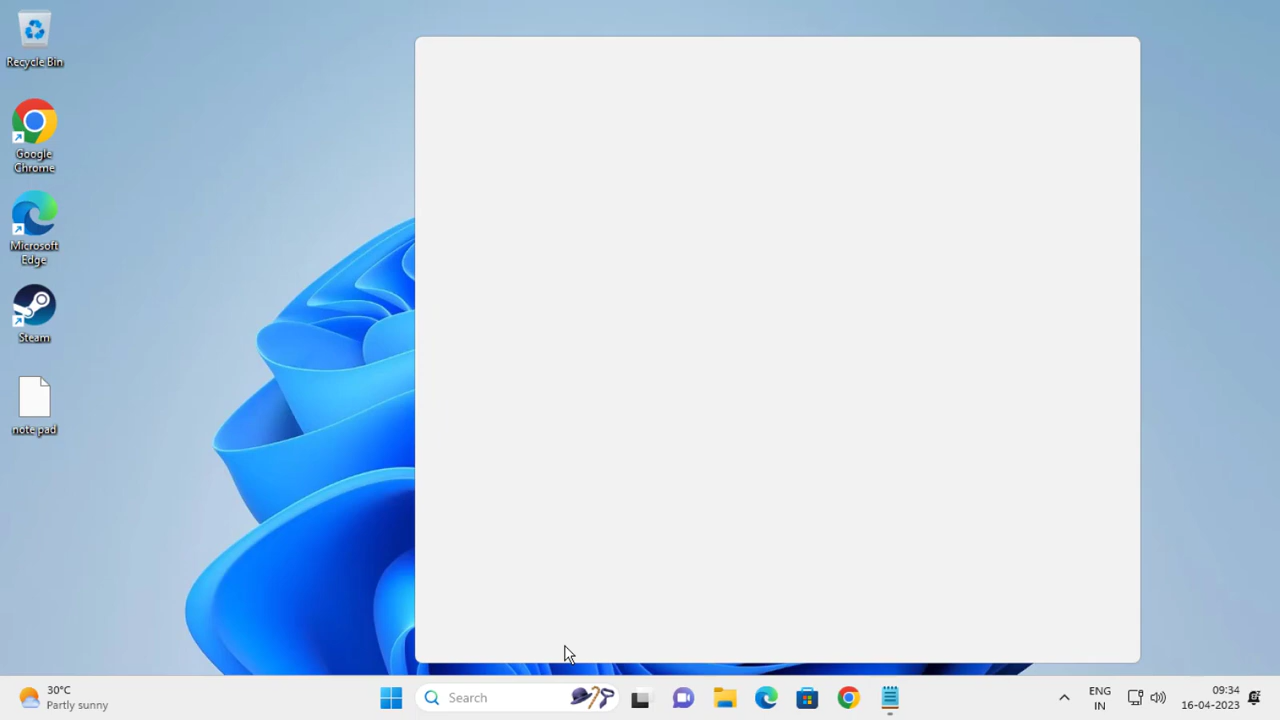 Recycle Bin
Google
Chrome
Microsoft
Edge
Steam
note pad
30°C
Partly sunny
Search
ENG
IN
09:34
16-04-2023